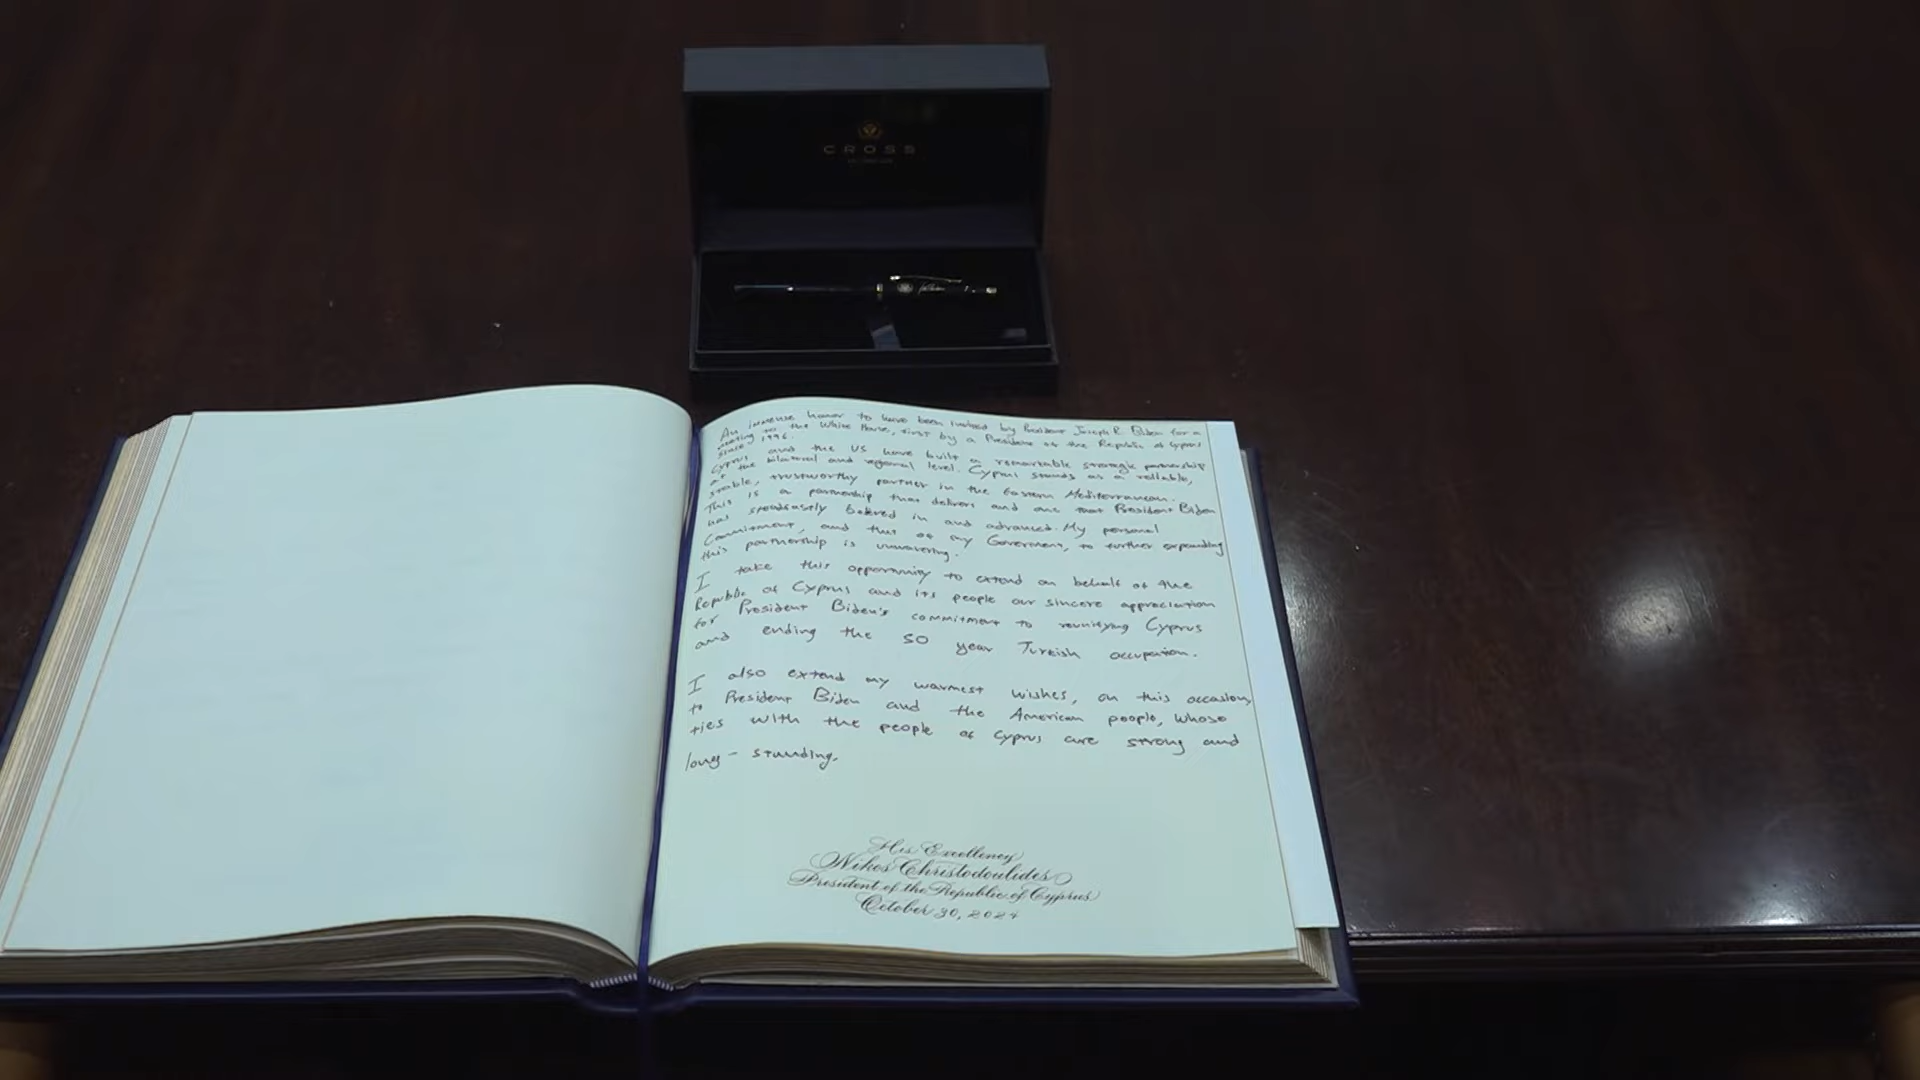 CROSS
An immense honor to have been invited by President Joseph R. Biden for a
meeting to the White House, first by a President of the Republic of Cyprus
since 1996.
Cyprus and the US have built a remarkable strategic partnership
at the bilateral and regional level. Cyprus stands as a reliable,
stable, trustworthy partner in the Eastern Mediterranean.
This is a partnership that delivers and one that President Biden
has steadfastly believed in and advanced. My personal
Commitment, and that of my Government, to further expanding
this partnership is unwavering.
I take this opportunity to extend on behalf of the
Republic of Cyprus and its people our sincere appreciation
for President Biden's commitment to reunifying Cyprus
and ending the 50 year Turkish occupation.
I also extend my warmest wishes, on this occasion,
to President Biden and the American people, whose
ties with the people of Cyprus are strong and
long-standing.
His Excellency
Nikos Christodoulides
President of the Republic of Cyprus
October 30, 2024